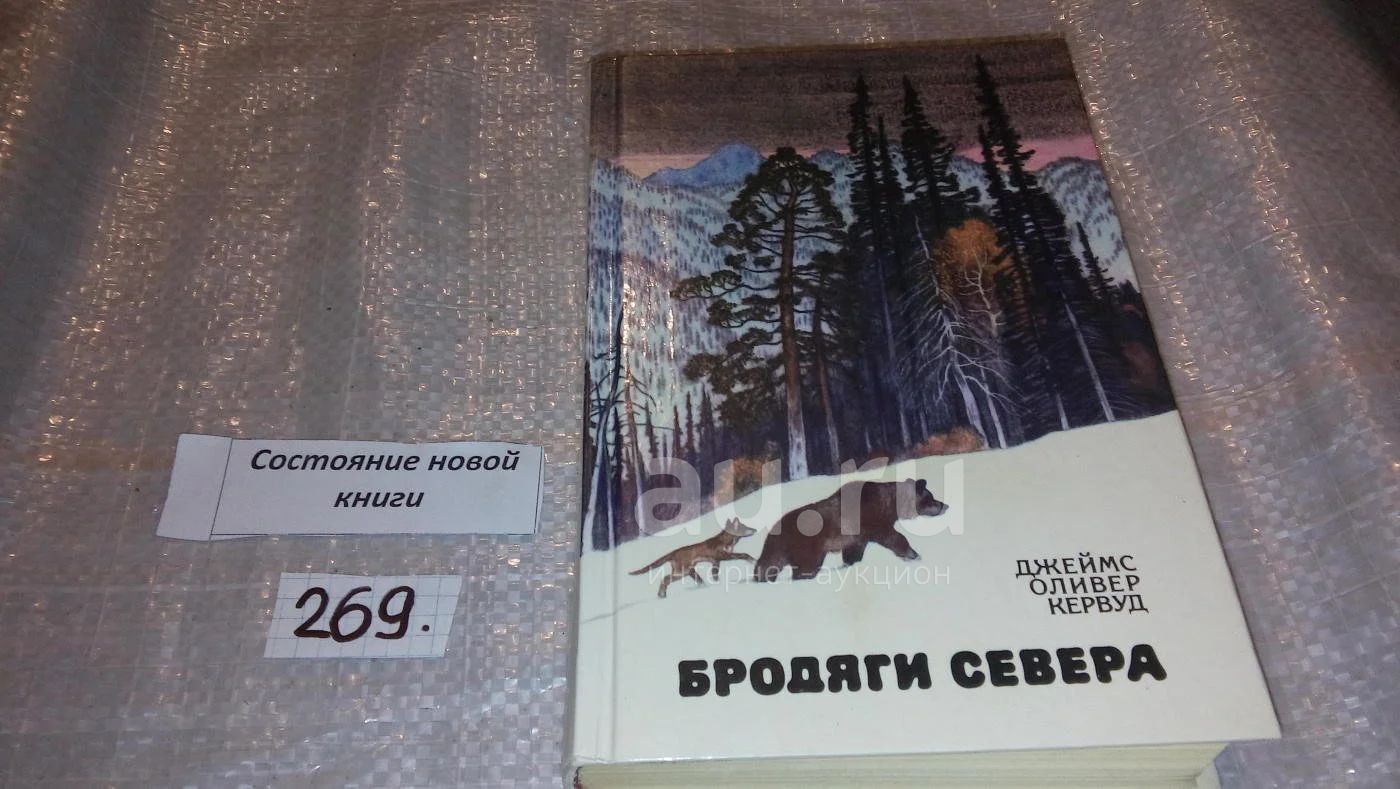 Состояние новой
книги
269.
au.ru
интернет-аукцион
ДЖЕЙМС
ОЛИВЕР
КЕРВУД
БРОДЯГИ СЕВЕРА